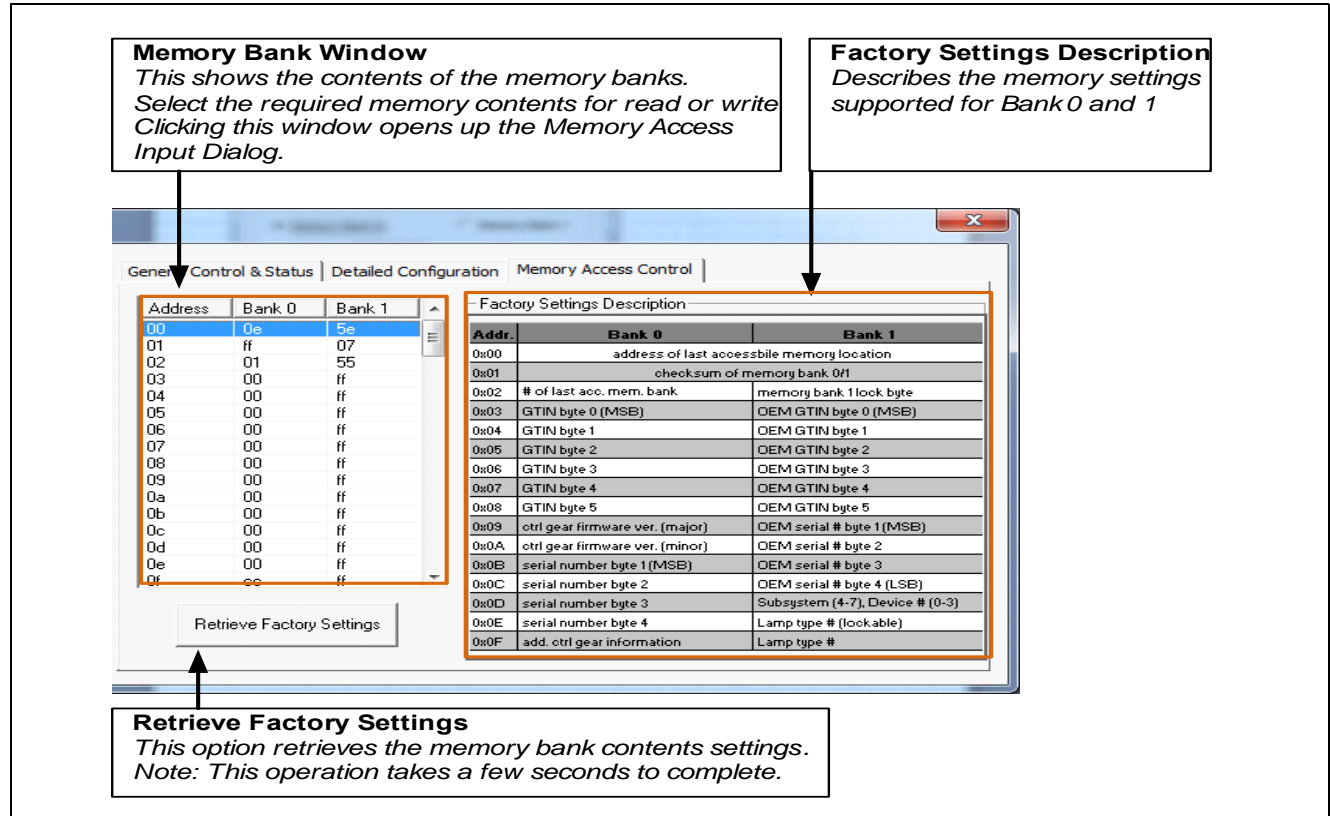 Memory Bank Window
This shows the contents of the memory banks.
Select the required memory contents for read or write
Clicking this window opens up the Memory Access
Input Dialog.
Factory Settings Description
Describes the memory settings
supported for Bank 0 and 1
Control & Status Detailed Configuration Memory Access Control
Address Bank 0 Bank 1
00 0e 5e
01 ff 07
02 01 55
03 00 ff
04 00 ff
05 00 ff
06 00 ff
07 00 ff
08 00 ff
09 00 ff
0a 00 ff
0b 00 ff
0c 00 ff
0d 00 ff
0e 00 ff
0f ff
Retrieve Factory Settings
Factory Settings Description
Addr. Bank 0 Bank 1
0x00 address of last accessbile memory location
0x01 checksum of memory bank 0/1
0x02 # of last acc. mem. bank memory bank 1 lock byte
0x03 GTIN byte 0 (MSB) OEM GTIN byte 0 (MSB)
0x04 GTIN byte 1 OEM GTIN byte 1
0x05 GTIN byte 2 OEM GTIN byte 2
0x06 GTIN byte 3 OEM GTIN byte 3
0x07 GTIN byte 4 OEM GTIN byte 4
0x08 GTIN byte 5 OEM GTIN byte 5
0x09 ctrl gear firmware ver. (major) OEM serial # byte 1 (MSB)
0x0A ctrl gear firmware ver. (minor) OEM serial # byte 2
0x0B serial number byte 1 (MSB) OEM serial # byte 3
0x0C serial number byte 2 OEM serial # byte 4 (LSB)
0x0D serial number byte 3 Subsystem (4-7), Device # (0-3)
0x0E serial number byte 4 Lamp type # (lockable)
0x0F add. ctrl gear information Lamp type #
Retrieve Factory Settings
This option retrieves the memory bank contents settings.
Note: This operation takes a few seconds to complete.